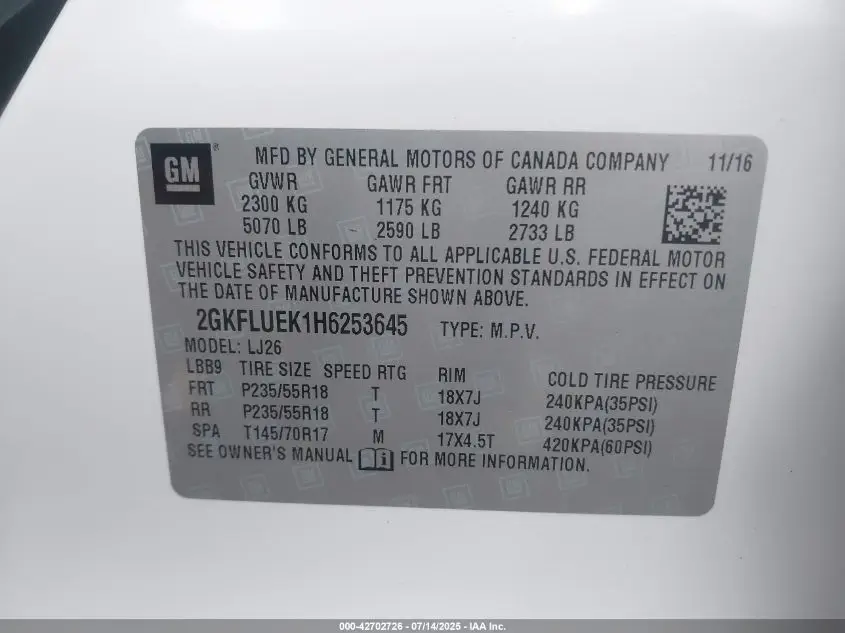 GM® MFD BY GENERAL MOTORS OF CANADA COMPANY 11/16
GVWR GAWR FRT GAWR RR
2300 KG 1175 KG 1240 KG
5070 LB 2590 LB 2733 LB
THIS VEHICLE CONFORMS TO ALL APPLICABLE U.S. FEDERAL MOTOR
VEHICLE SAFETY AND THEFT PREVENTION STANDARDS IN EFFECT ON
THE DATE OF MANUFACTURE SHOWN ABOVE.
2GKFLUEK1H6253645 TYPE: M.P.V.
MODEL: LJ26
LBB9 TIRE SIZE SPEED RTG RIM COLD TIRE PRESSURE
FRT P235/55R18 T 18X7J 240KPA(35PSI)
RR P235/55R18 T 18X7J 240KPA(35PSI)
SPA T145/70R17 M 17X4.5T 420KPA(60PSI)
SEE OWNER'S MANUAL i FOR MORE INFORMATION.
000-42702726 - 07/14/2025 - IAA Inc.